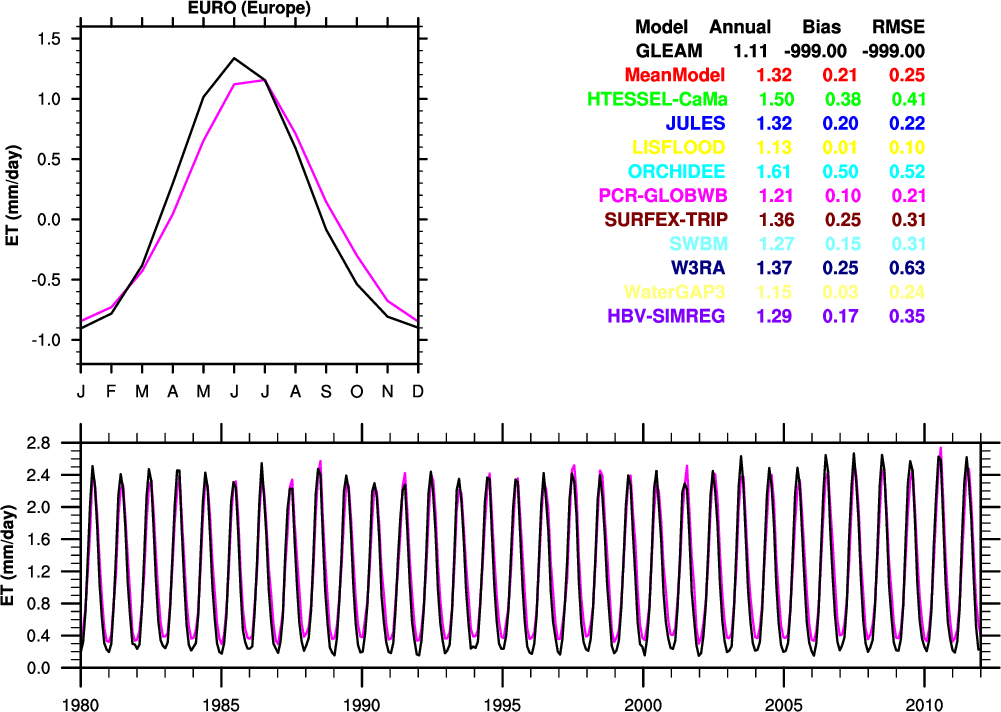 EURO (Europe)
ET (mm/day)
1.5
1.0
0.5
0.0
-0.5
-1.0
J F M A M J J A S O N D
Model Annual Bias RMSE
GLEAM 1.11 -999.00 -999.00
MeanModel 1.32 0.21 0.25
HTESSEL-CaMa 1.50 0.38 0.41
JULES 1.32 0.20 0.22
LISFLOOD 1.13 0.01 0.10
ORCHIDEE 1.61 0.50 0.52
PCR-GLOBWB 1.21 0.10 0.21
SURFEX-TRIP 1.36 0.25 0.31
SWBM 1.27 0.15 0.31
W3RA 1.37 0.25 0.63
WaterGAP3 1.15 0.03 0.24
HBV-SIMREG 1.29 0.17 0.35
ET (mm/day)
2.8
2.4
2.0
1.6
1.2
0.8
0.4
0.0
1980 1985 1990 1995 2000 2005 2010